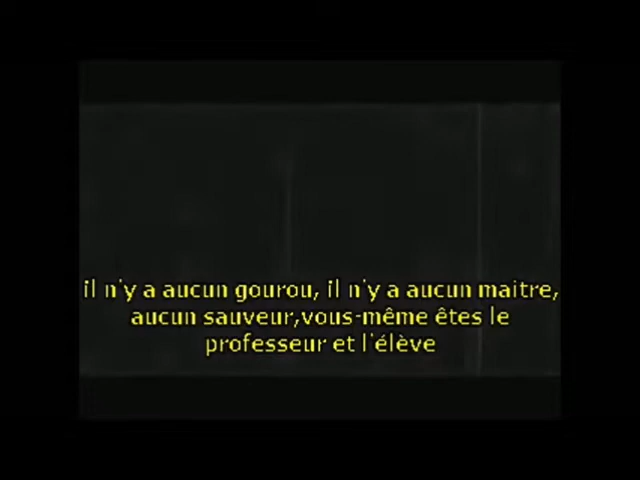 il n'y a aucun gourou, il n'y a aucun maitre,
aucun sauveur,vous-même êtes le
professeur et l'élève